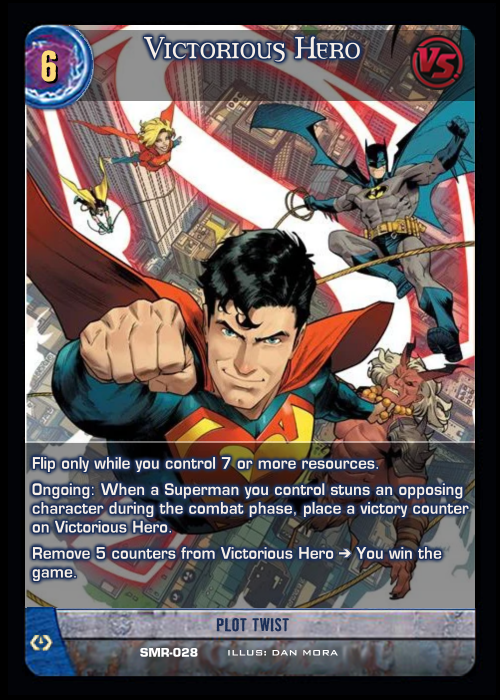 6
Victorious Hero
VS
Flip only while you control 7 or more resources.
Ongoing: When a Superman you control stuns an opposing
character during the combat phase, place a victory counter
on Victorious Hero.
Remove 5 counters from Victorious Hero ➔ You win the
game.
PLOT TWIST
SMR-028 ILLUS: DAN MORA